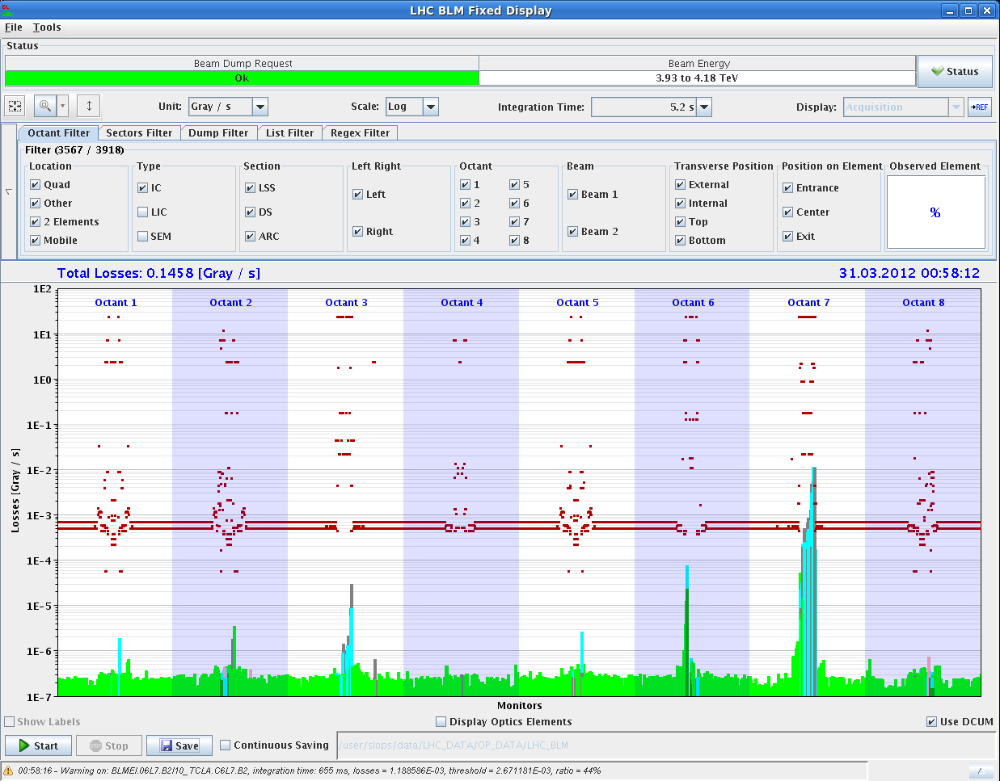 LHC BLM Fixed Display
File Tools
Status
Beam Dump Request Beam Energy
Ok 3.93 to 4.18 TeV Status
Unit: Gray / s Scale: Log Integration Time: 5.2 s Display: Acquisition →REF
Octant Filter Sectors Filter Dump Filter List Filter Regex Filter
Filter (3567 / 3918)
Location Type Section Left Right Octant Beam Transverse Position Position on Element Observed Element
Quad IC LSS Left 1 5 Beam 1 External Entrance
Other 2 6 Internal
LIC DS Center %
2 Elements 3 7 Top
Mobile SEM ARC Right 4 8 Beam 2 Bottom Exit
Total Losses: 0.1458 [Gray / s] 31.03.2012 00:58:12
1E2
Octant 1 Octant 2 Octant 3 Octant 4 Octant 5 Octant 6 Octant 7 Octant 8
1E1
1E0
1E-1
1E-2
1E-3
1E-4
1E-5
1E-6
1E-7
Losses [Gray / s]
Monitors
Show Labels Display Optics Elements Use DCUM
Start Stop Save Continuous Saving /user/slops/data/LHC_DATA/OP_DATA/LHC_BLM
00:58:16 - Warning on: BLMEI.06L7.B2I10_TCLA.C6L7.B2, integration time: 655 ms, losses = 1.188586E-03, threshold = 2.671181E-03, ratio = 44%